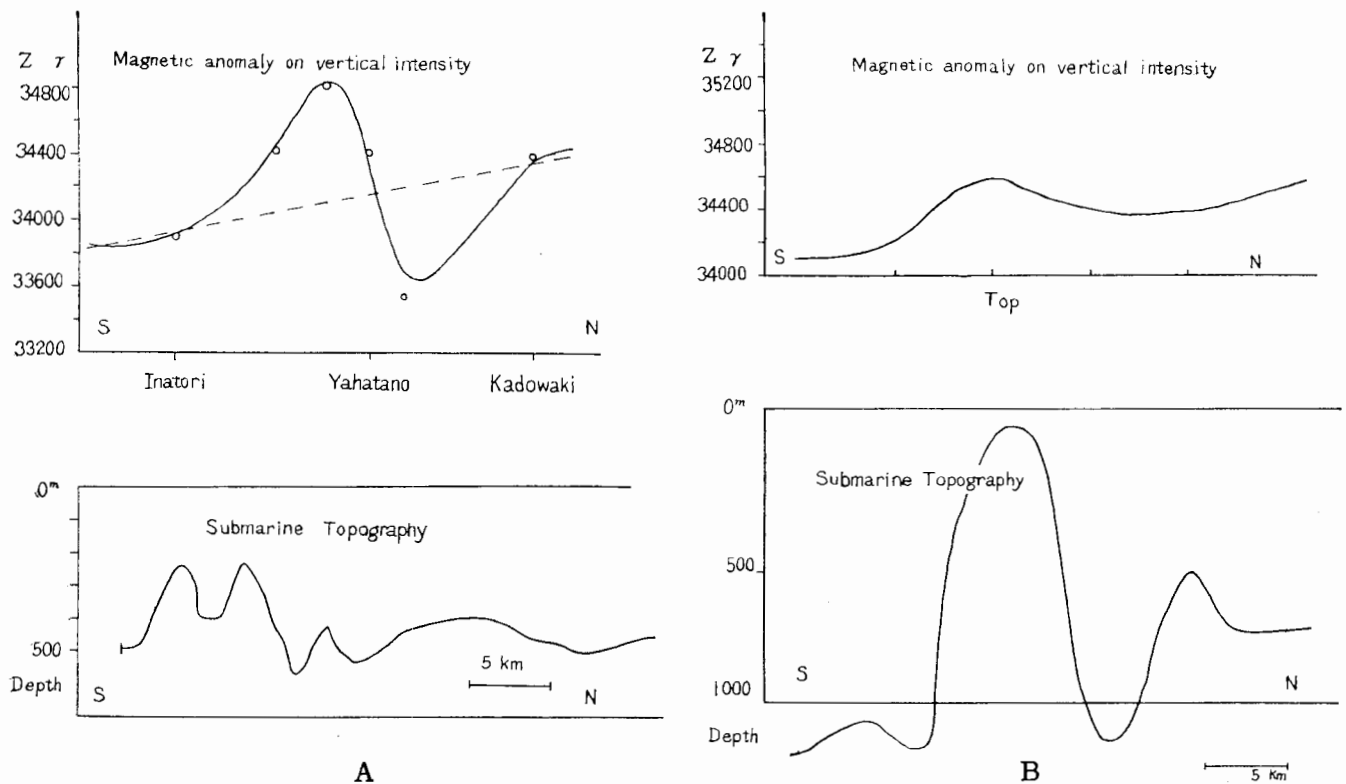 Z γ
Magnetic anomaly on vertical intensity
34800
34400
34000
33600
33200
S
N
Inatori
Yahatano
Kadowaki
0m
Submarine Topography
500
Depth
S
5 km
N
A
Z γ
Magnetic anomaly on vertical intensity
35200
34800
34400
34000
S
N
Top
0m
Submarine Topography
500
1000
S
N
Depth
5 Km
B